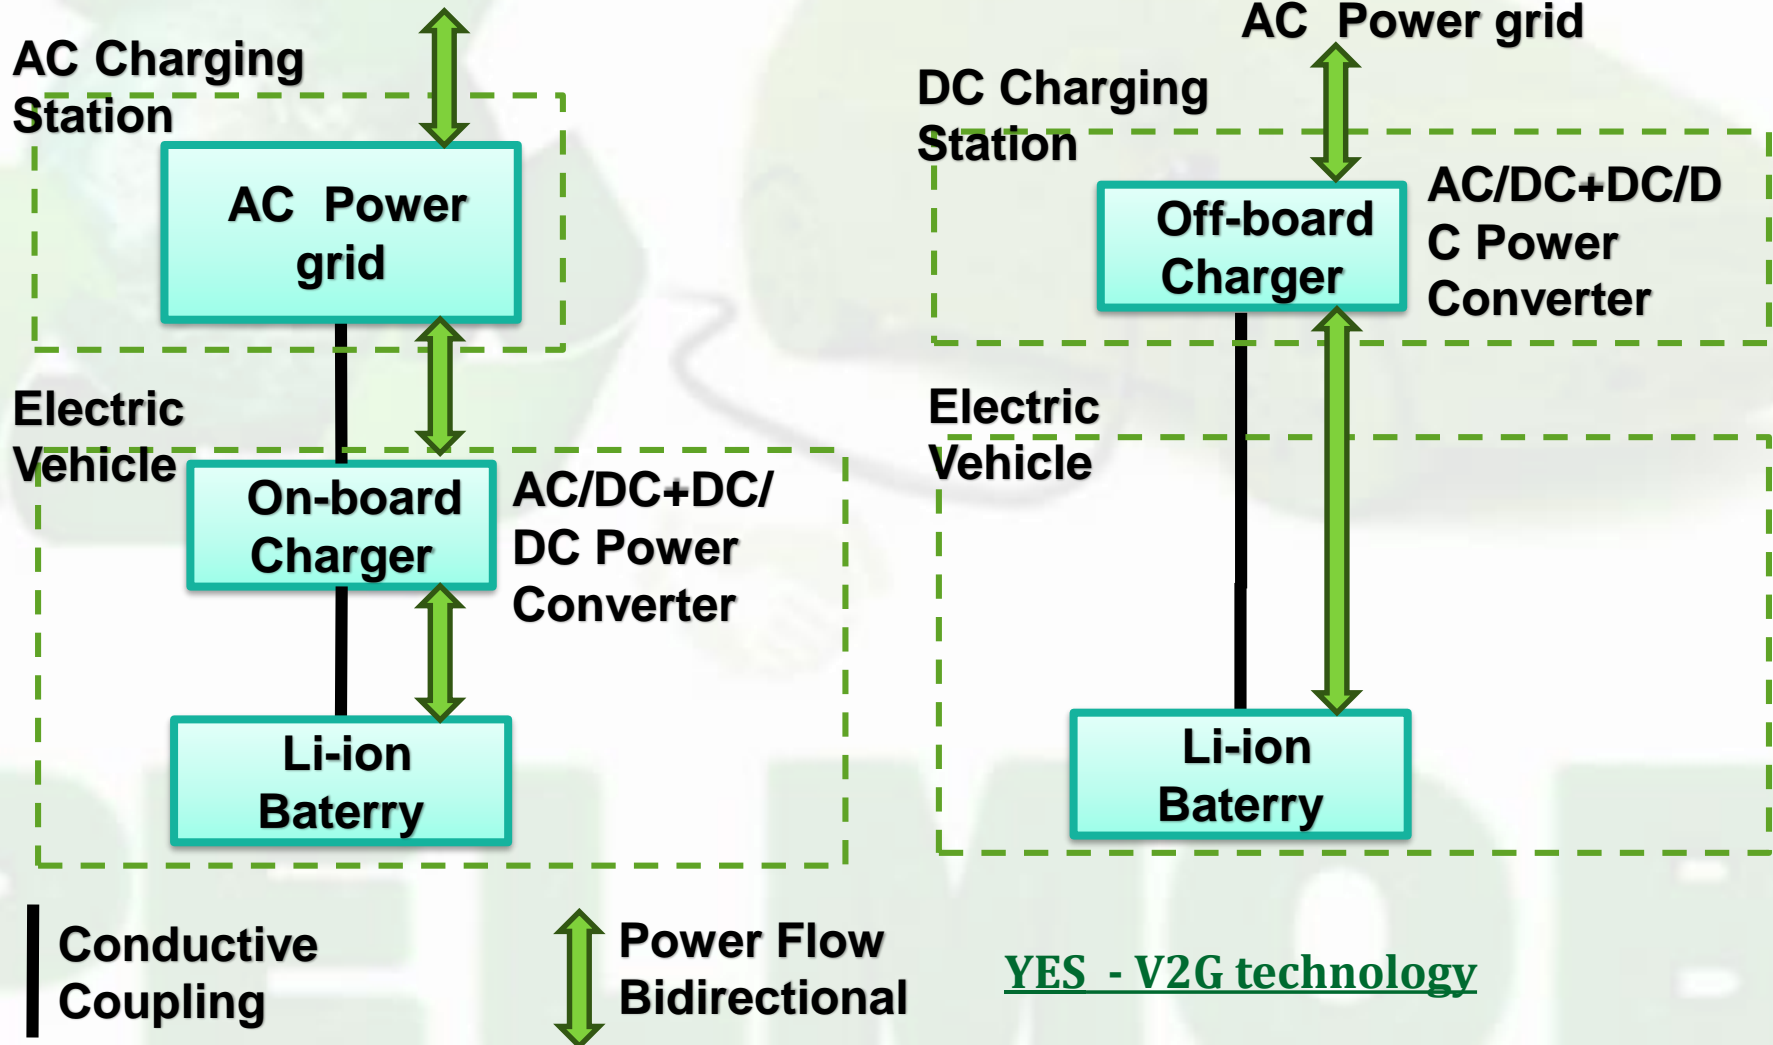 AC Charging
Station
AC  Power
grid
Electric
Vehicle
On-board
Charger
AC/DC+DC/
DC Power
Converter
Li-ion
Baterry
AC  Power grid
DC Charging
Station
Off-board
Charger
AC/DC+DC/D
C Power
Converter
Electric
Vehicle
Li-ion
Baterry
Conductive
Coupling
Power Flow
Bidirectional
YES  - V2G technology